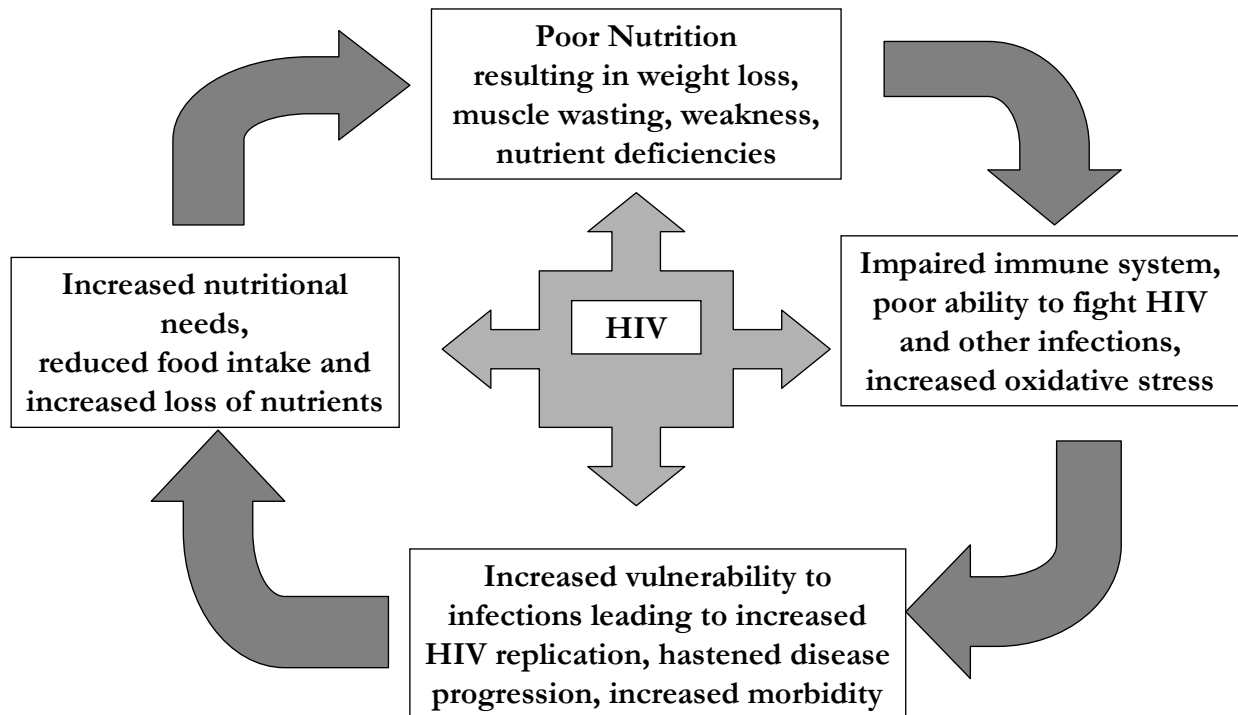 Poor Nutrition
resulting in weight loss,
muscle wasting, weakness,
nutrient deficiencies
Impaired immune system,
poor ability to fight HIV
and other infections,
increased oxidative stress
Increased vulnerability to
infections leading to increased
HIV replication, hastened disease
progression, increased morbidity
Increased nutritional
needs,
reduced food intake and
increased loss of nutrients
HIV